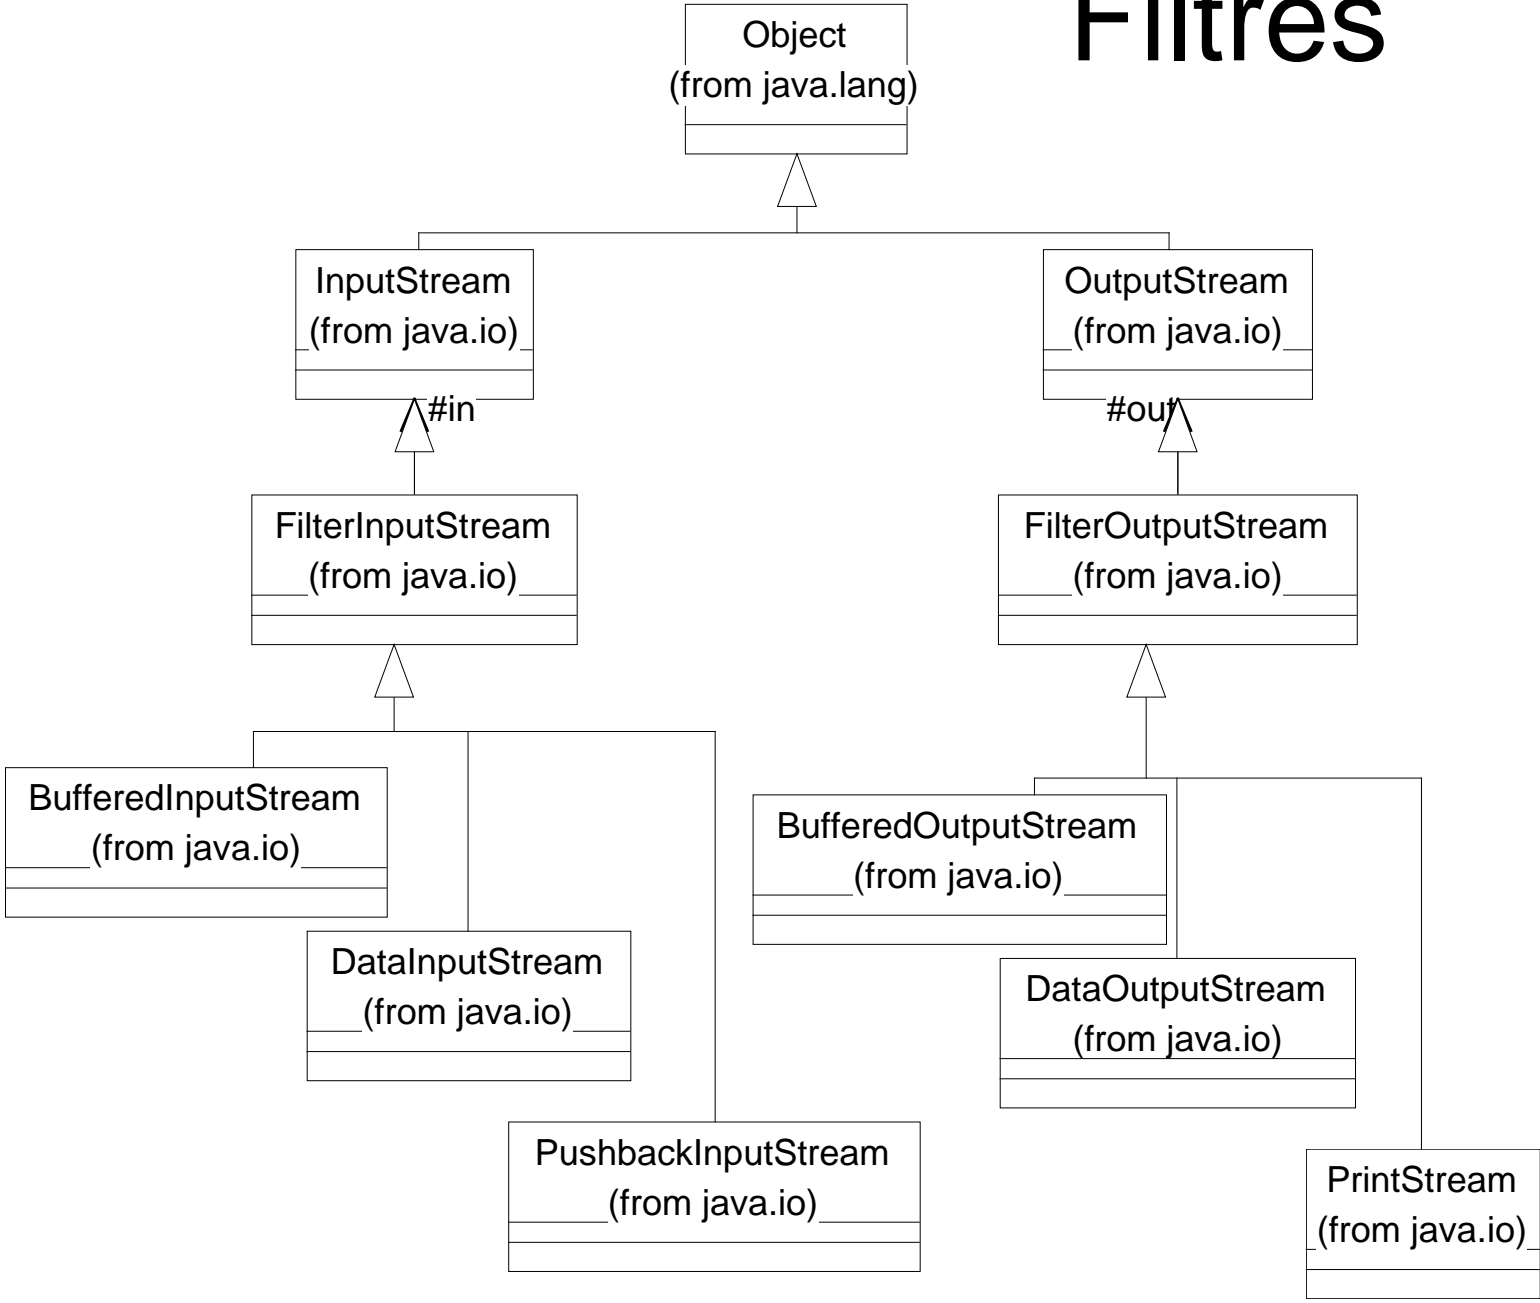 Filtres
Object
(from java.lang)
InputStream
(from java.io)
OutputStream
(from java.io)
#in
#out
FilterInputStream
(from java.io)
FilterOutputStream
(from java.io)
BufferedInputStream
(from java.io)
BufferedOutputStream
(from java.io)
DataInputStream
(from java.io)
DataOutputStream
(from java.io)
PushbackInputStream
(from java.io)
PrintStream
(from java.io)